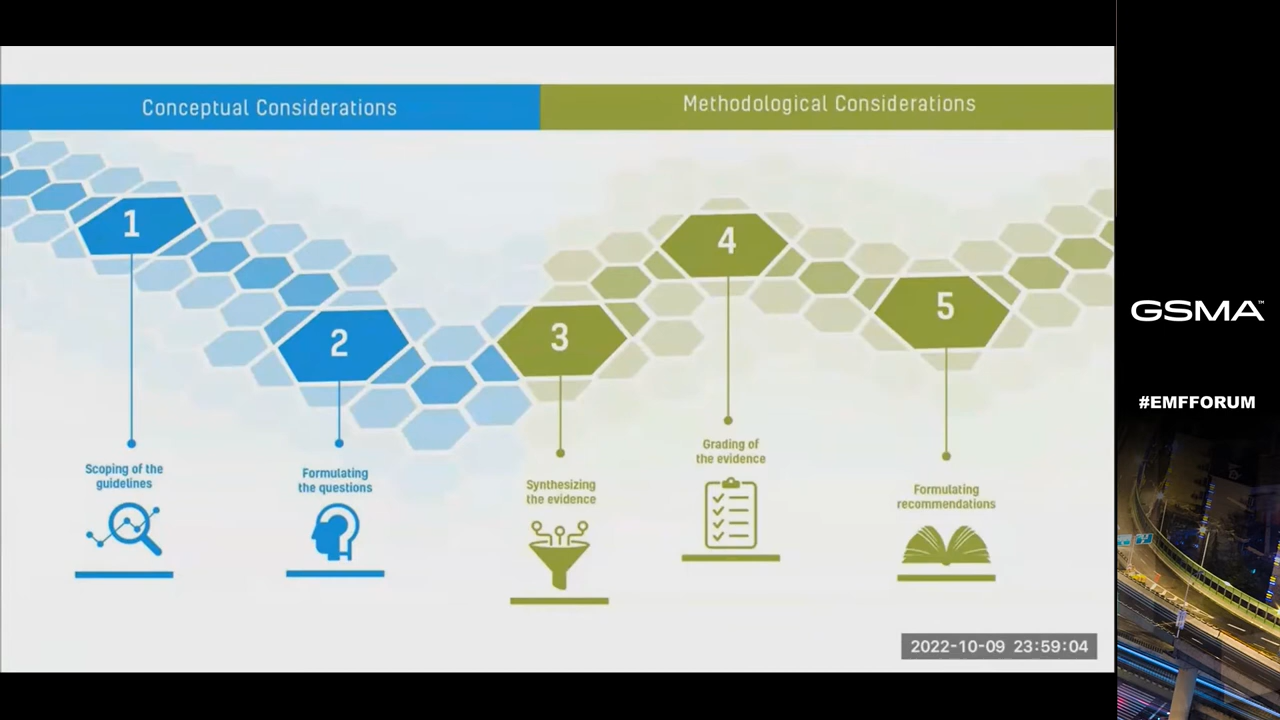 Conceptual Considerations
Methodological Considerations
1
2
3
4
5
Scoping of the
guidelines
Formulating
the questions
Synthesizing
the evidence
Grading of
the evidence
Formulating
recommendations
2022-10-09 23:59:04
GSMA™
#EMFFORUM